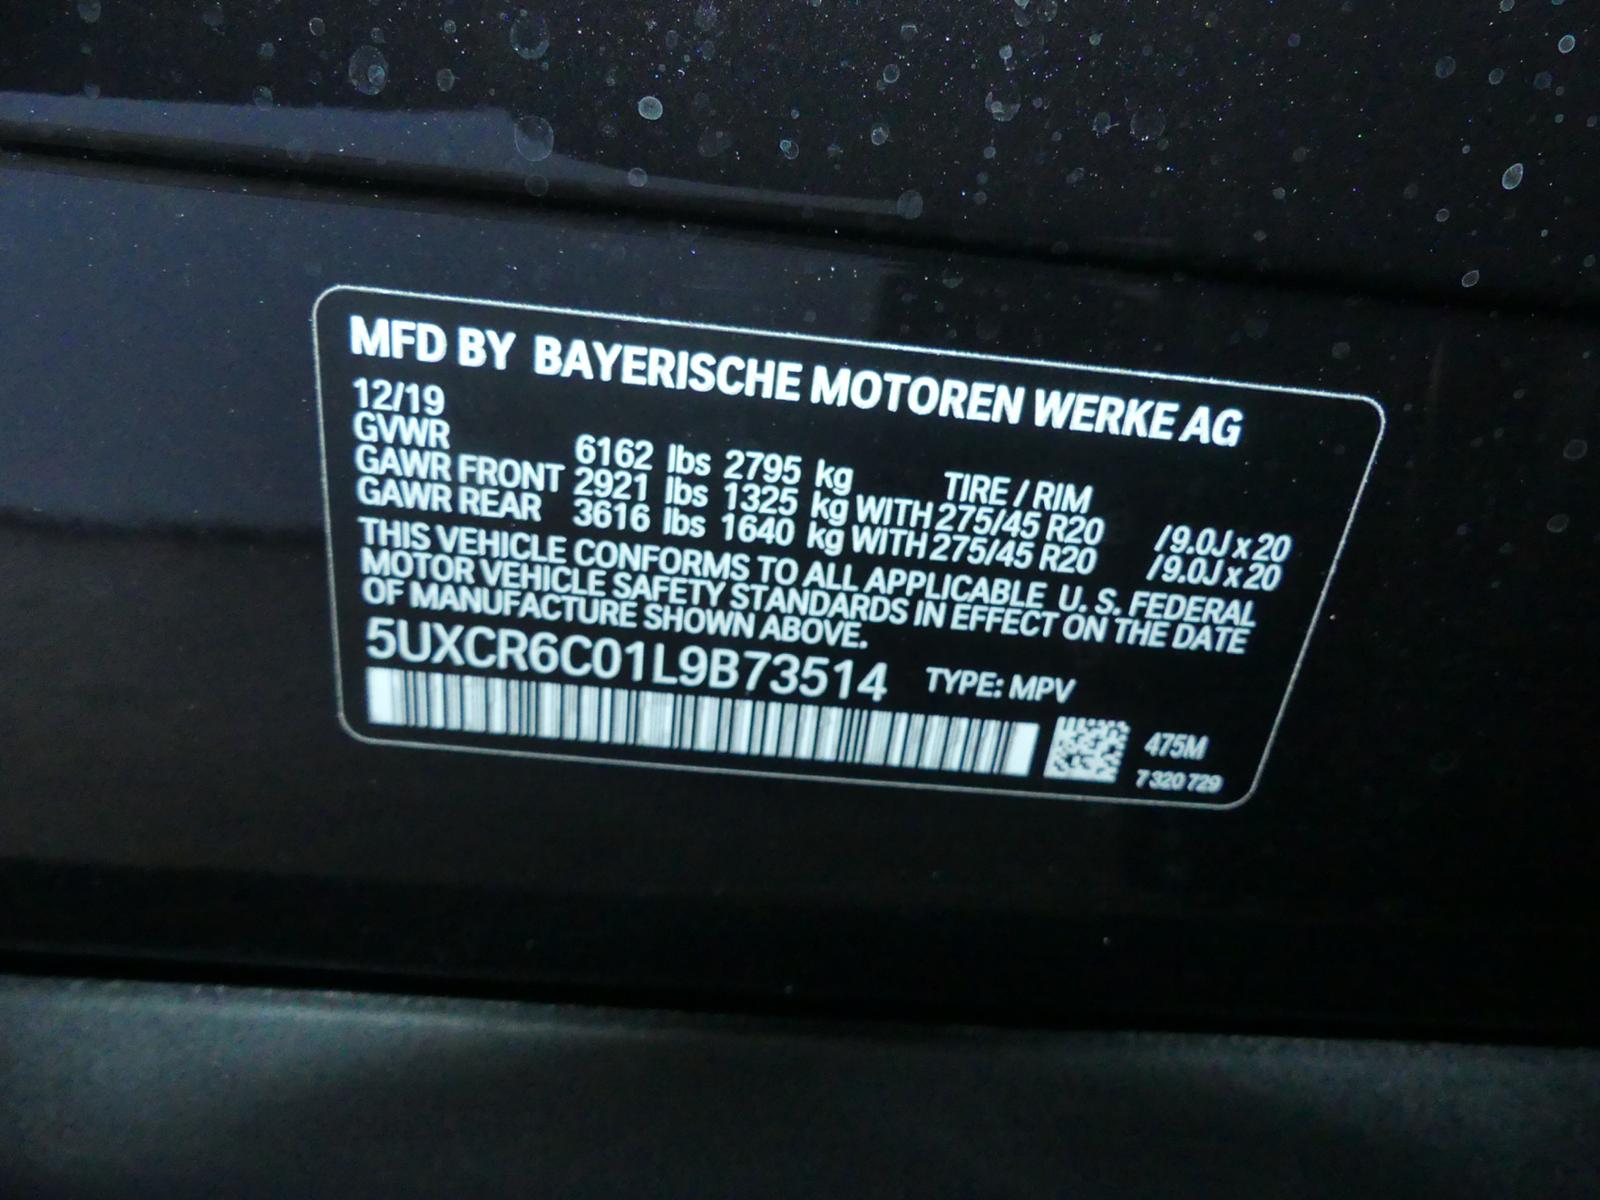 MFD BY BAYERISCHE MOTOREN WERKE AG
12/19
GVWR 6162 lbs 2795 kg TIRE / RIM
GAWR FRONT 2921 lbs 1325 kg WITH 275/45 R20 /9.0J x 20
GAWR REAR 3616 lbs 1640 kg WITH 275/45 R20 /9.0J x 20
THIS VEHICLE CONFORMS TO ALL APPLICABLE U. S. FEDERAL
MOTOR VEHICLE SAFETY STANDARDS IN EFFECT ON THE DATE
OF MANUFACTURE SHOWN ABOVE.
5UXCR6C01L9B73514 TYPE: MPV
475M
7 320 729